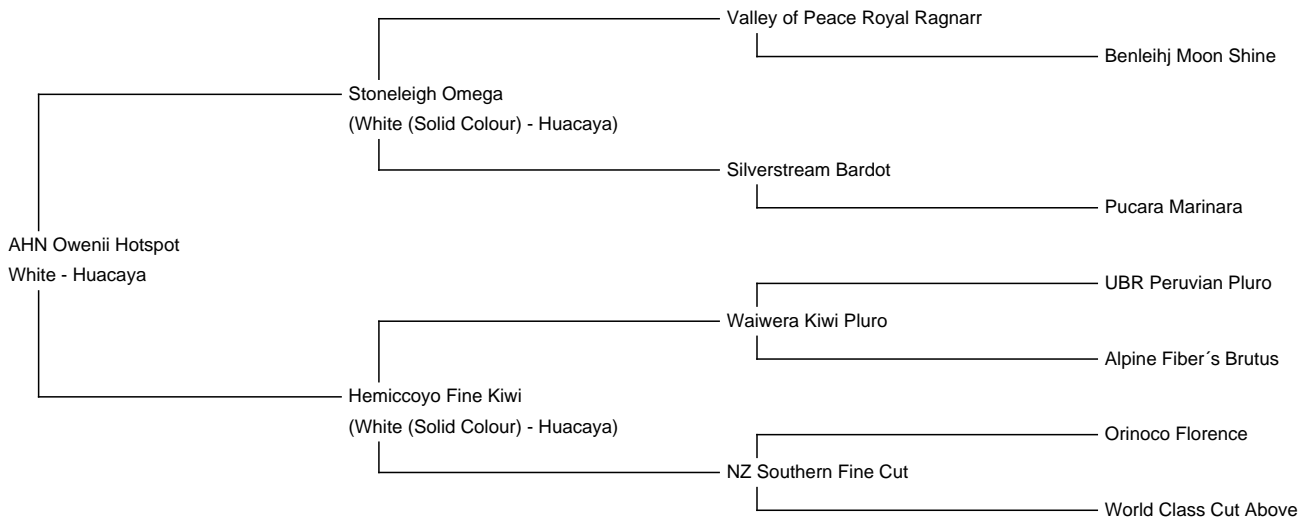 Valley of Peace Royal Ragnarr
Benleihj Moon Shine
Stoneleigh Omega
(White (Solid Colour) - Huacaya)
Silverstream Bardot
Pucara Marinara
AHN Owenii Hotspot
White - Huacaya
UBR Peruvian Pluro
Waiwera Kiwi Pluro
Alpine Fiber´s Brutus
Hemiccoyo Fine Kiwi
(White (Solid Colour) - Huacaya)
Orinoco Florence
NZ Southern Fine Cut
World Class Cut Above